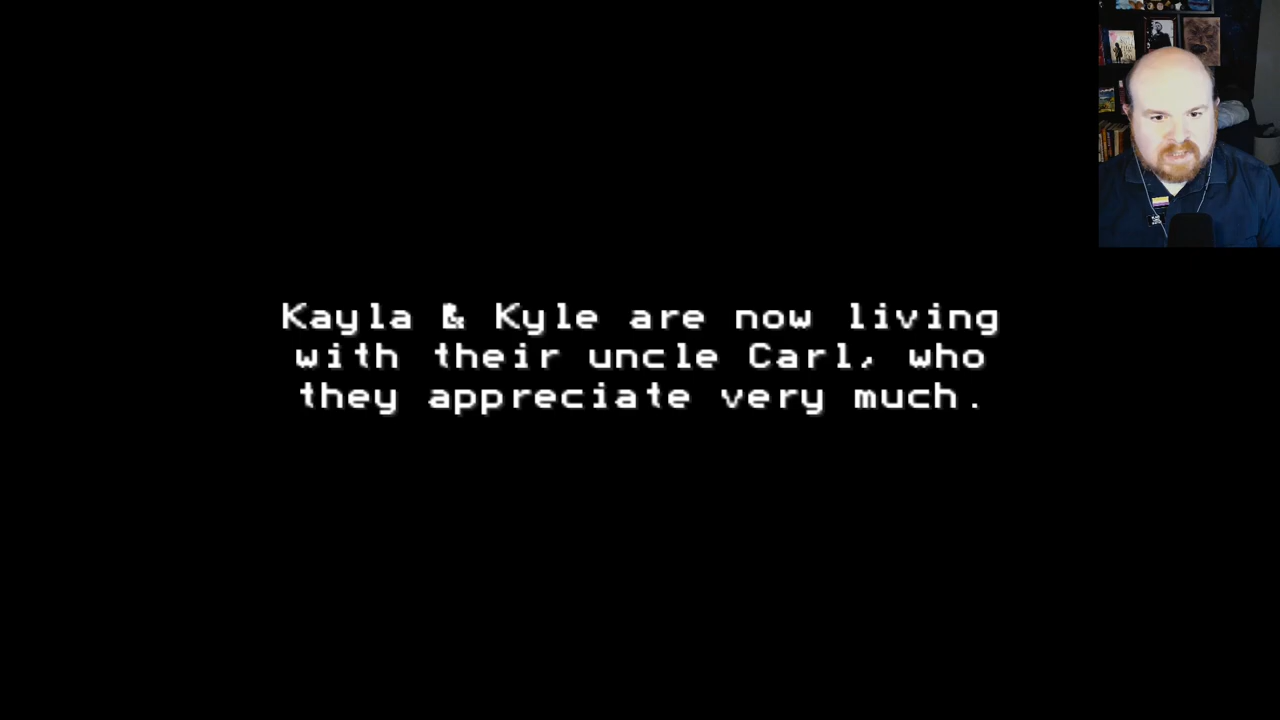 Kayla & Kyle are now living
with their uncle Carl, who
they appreciate very much.